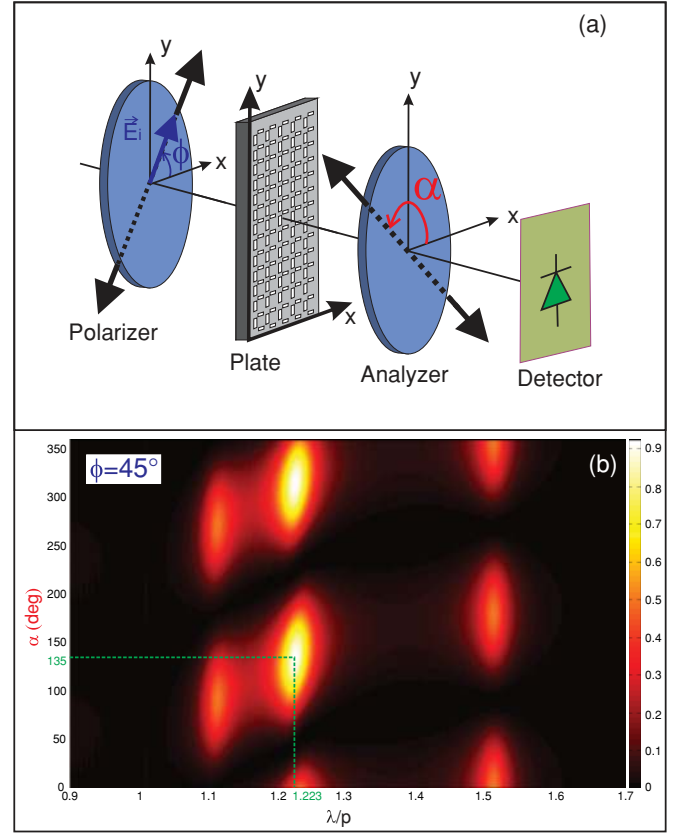 (a)
y
E⃗i
ϕ
x
Polarizer
y
x
Plate
y
α
x
Analyzer
Detector
ϕ=45°
(b)
α (deg)
350
300
250
200
150
135
100
50
0
0.9
1
1.1
1.2
1.223
1.3
1.4
1.5
1.6
1.7
λ/p
0.9
0.8
0.7
0.6
0.5
0.4
0.3
0.2
0.1
0